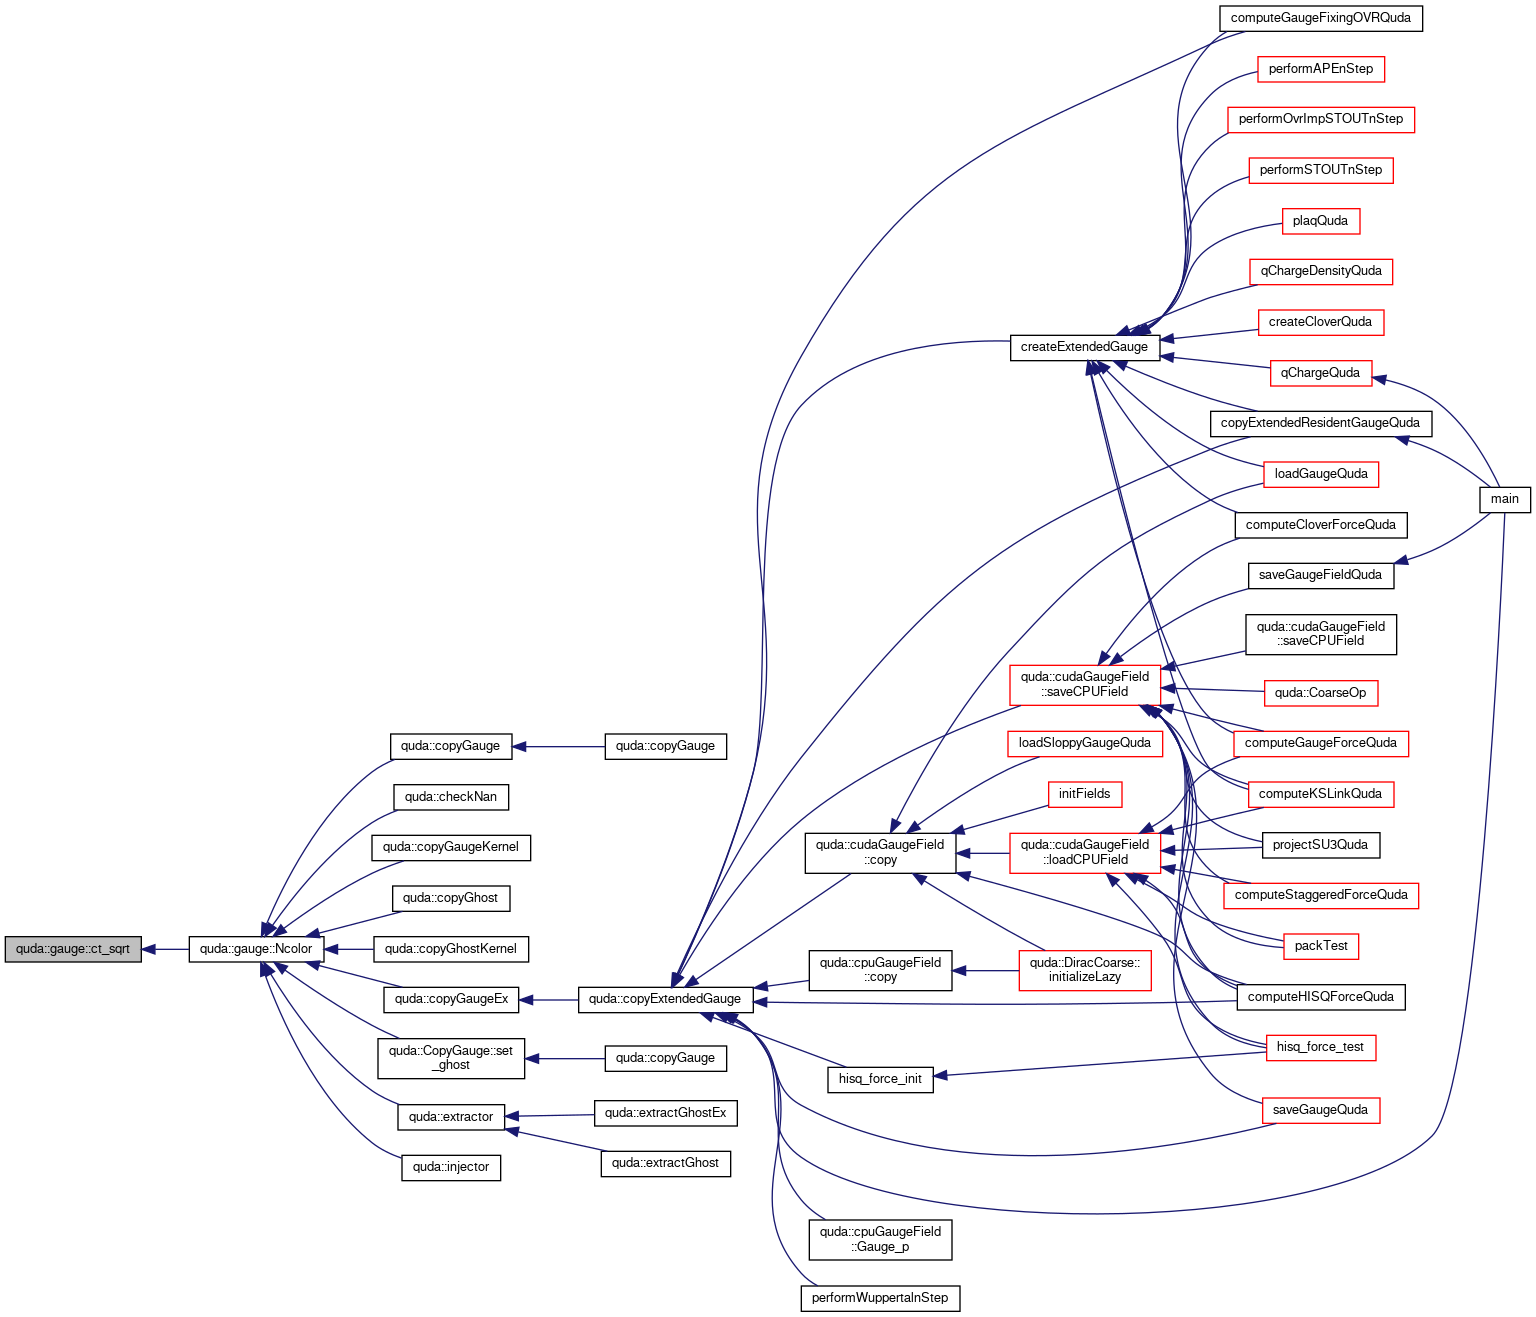 computeGaugeFixingOVRQuda
performAPEnStep
performOvrImpSTOUTnStep
performSTOUTnStep
plaqQuda
qChargeDensityQuda
createCloverQuda
createExtendedGauge
qChargeQuda
copyExtendedResidentGaugeQuda
loadGaugeQuda
main
computeCloverForceQuda
saveGaugeFieldQuda
quda::cudaGaugeField
::saveCPUField
quda::cudaGaugeField
::saveCPUField
quda::CoarseOp
quda::copyGauge
quda::copyGauge
loadSloppyGaugeQuda
computeGaugeForceQuda
quda::checkNan
initFields
computeKSLinkQuda
quda::copyGaugeKernel
quda::cudaGaugeField
::copy
quda::cudaGaugeField
::loadCPUField
projectSU3Quda
quda::copyGhost
computeStaggeredForceQuda
quda::gauge::ct_sqrt
quda::gauge::Ncolor
quda::copyGhostKernel
packTest
quda::cpuGaugeField
::copy
quda::DiracCoarse::
initializeLazy
quda::copyGaugeEx
quda::copyExtendedGauge
computeHISQForceQuda
quda::CopyGauge::set
_ghost
quda::copyGauge
hisq_force_init
hisq_force_test
quda::extractor
quda::extractGhostEx
saveGaugeQuda
quda::injector
quda::extractGhost
quda::cpuGaugeField
::Gauge_p
performWuppertalnStep